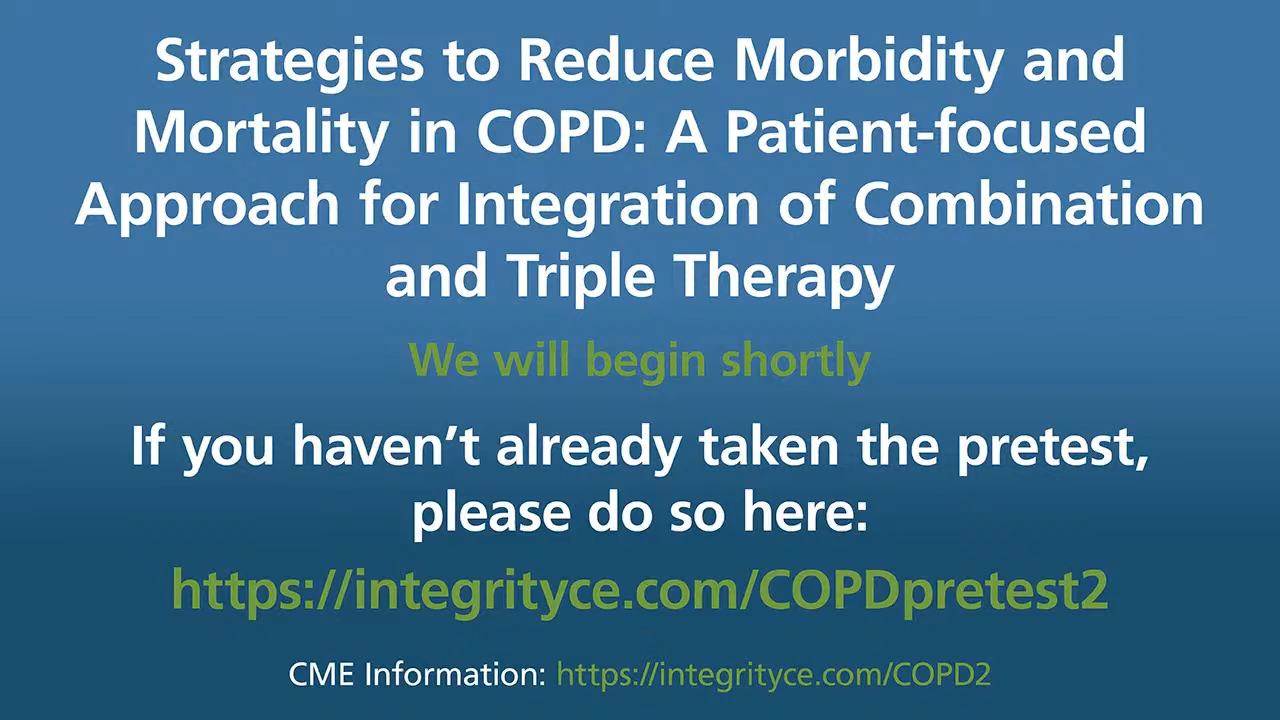 Strategies to Reduce Morbidity and
Mortality in COPD: A Patient-focused
Approach for Integration of Combination
and Triple Therapy
We will begin shortly
If you haven’t already taken the pretest,
please do so here:
https://integrityce.com/COPDpretest2
CME Information: https://integrityce.com/COPD2